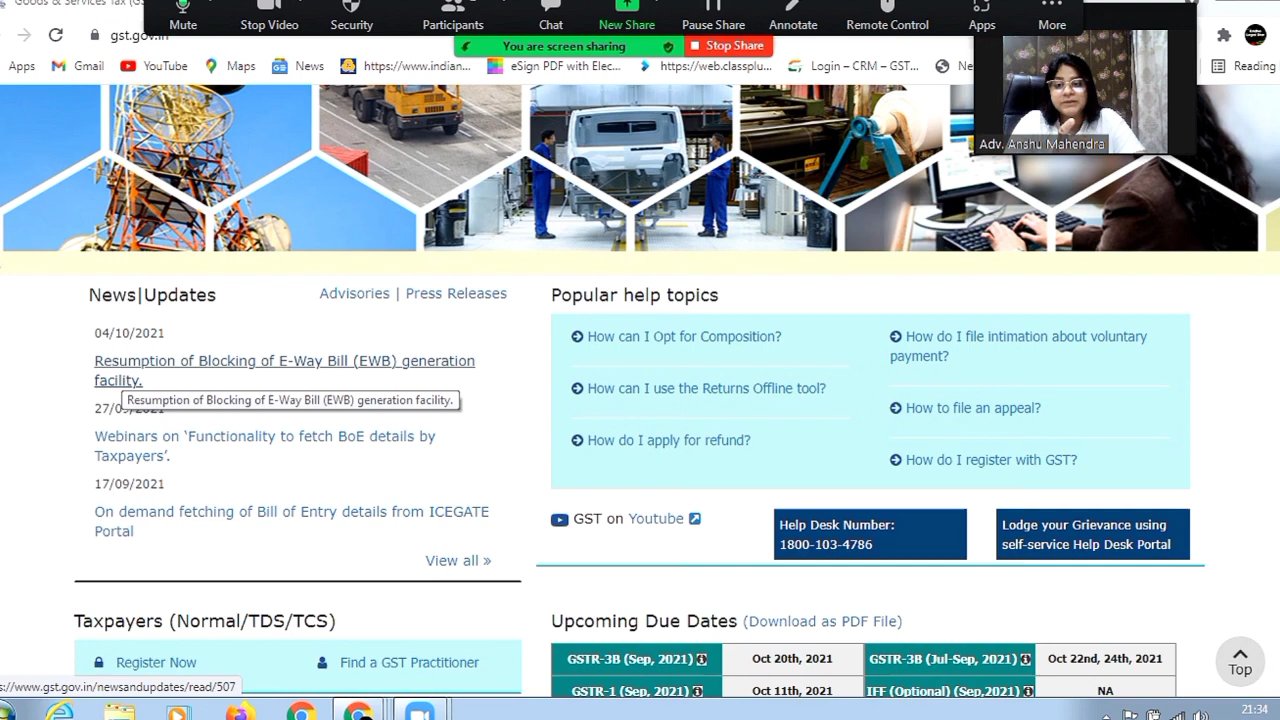 Goods & Services Tax (GS
Mute
Stop Video
Security
Participants
Chat
New Share
Pause Share
Annotate
Remote Control
Apps
More
gst.gov.in
You are screen sharing
Stop Share
Apps
Gmail
YouTube
Maps
News
https://www.indian...
eSign PDF with Elec...
https://web.classplu...
Login – CRM – GST...
Reading
Adv. Anshu Mahendra
News|Updates
Advisories | Press Releases
04/10/2021
Resumption of Blocking of E-Way Bill (EWB) generation
facility.
Resumption of Blocking of E-Way Bill (EWB) generation facility.
Webinars on ‘Functionality to fetch BoE details by
Taxpayers’.
17/09/2021
On demand fetching of Bill of Entry details from ICEGATE
Portal
View all »
Popular help topics
How can I Opt for Composition?
How can I use the Returns Offline tool?
How do I apply for refund?
How do I file intimation about voluntary
payment?
How to file an appeal?
How do I register with GST?
GST on Youtube
Help Desk Number:
1800-103-4786
Lodge your Grievance using
self-service Help Desk Portal
Taxpayers (Normal/TDS/TCS)
Register Now
Find a GST Practitioner
Upcoming Due Dates (Download as PDF File)
GSTR-3B (Sep, 2021) Oct 20th, 2021 GSTR-3B (Jul-Sep, 2021) Oct 22nd, 24th, 2021
GSTR-1 (Sep, 2021) Oct 11th, 2021 IFF (Optional) (Sep,2021) NA
Top
://www.gst.gov.in/newsandupdates/read/507
21:34